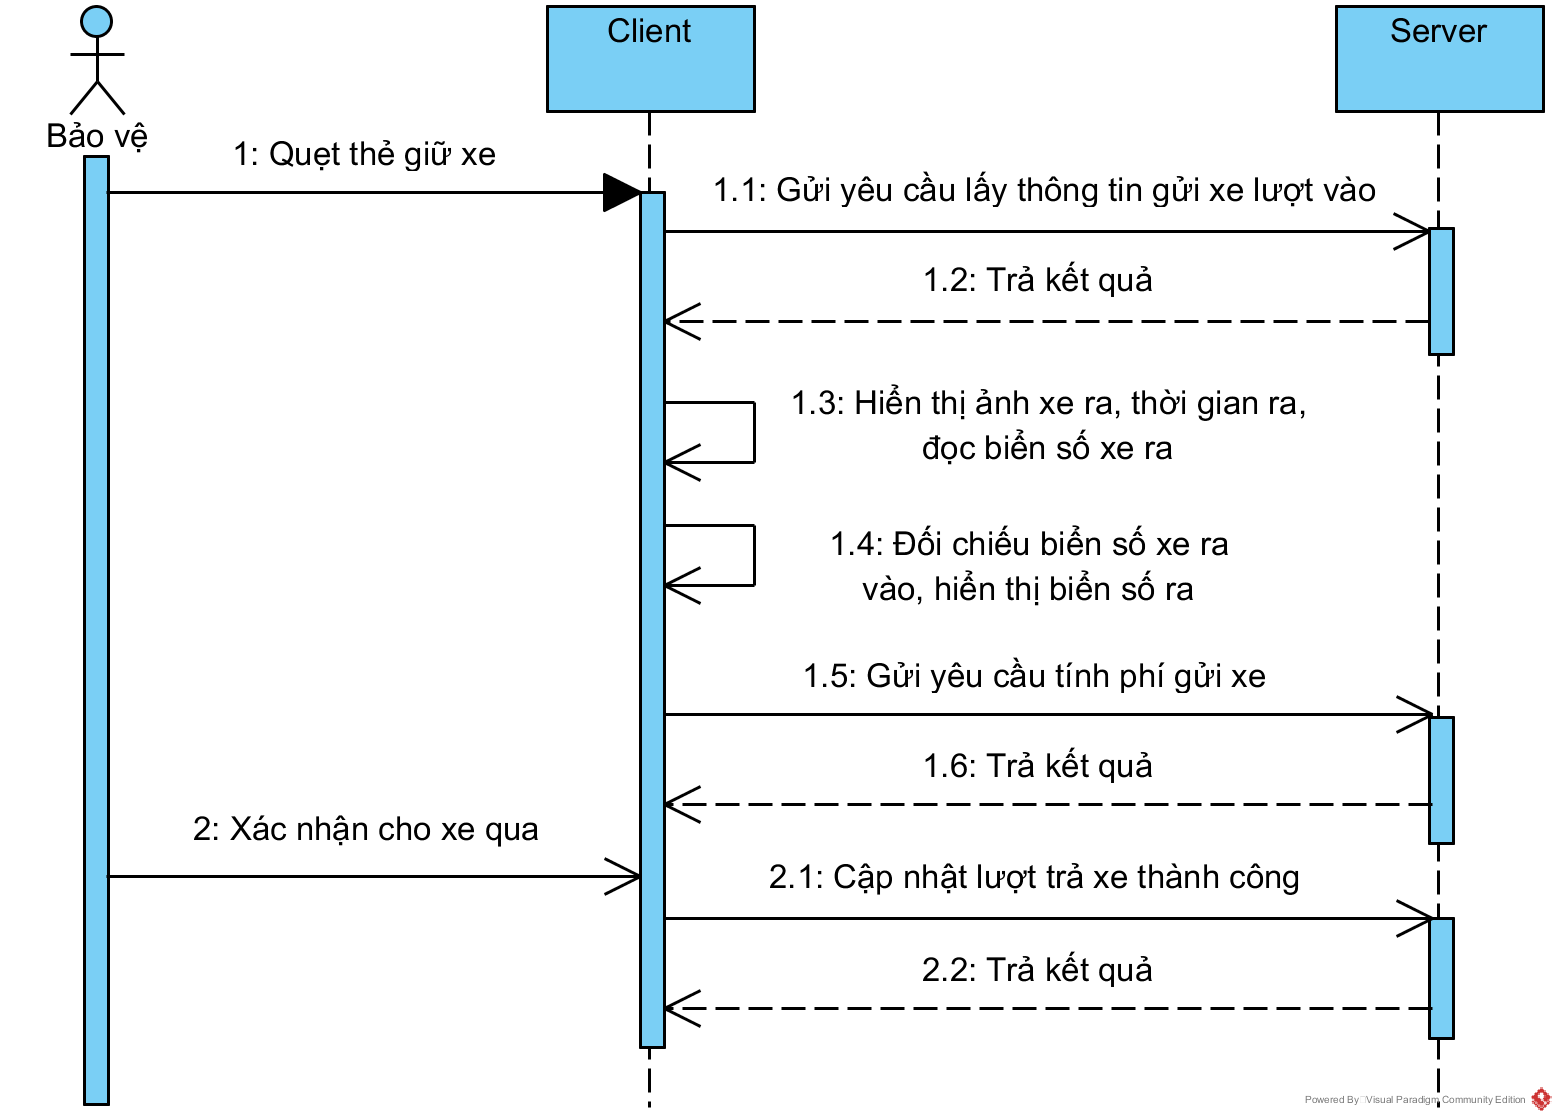 Client
Server
Bảo vệ
1: Quẹt thẻ giữ xe
1.1: Gửi yêu cầu lấy thông tin gửi xe lượt vào
1.2: Trả kết quả
1.3: Hiển thị ảnh xe ra, thời gian ra,
đọc biển số xe ra
1.4: Đối chiếu biển số xe ra
vào, hiển thị biển số ra
1.5: Gửi yêu cầu tính phí gửi xe
1.6: Trả kết quả
2: Xác nhận cho xe qua
2.1: Cập nhật lượt trả xe thành công
2.2: Trả kết quả
Powered By Visual Paradigm Community Edition